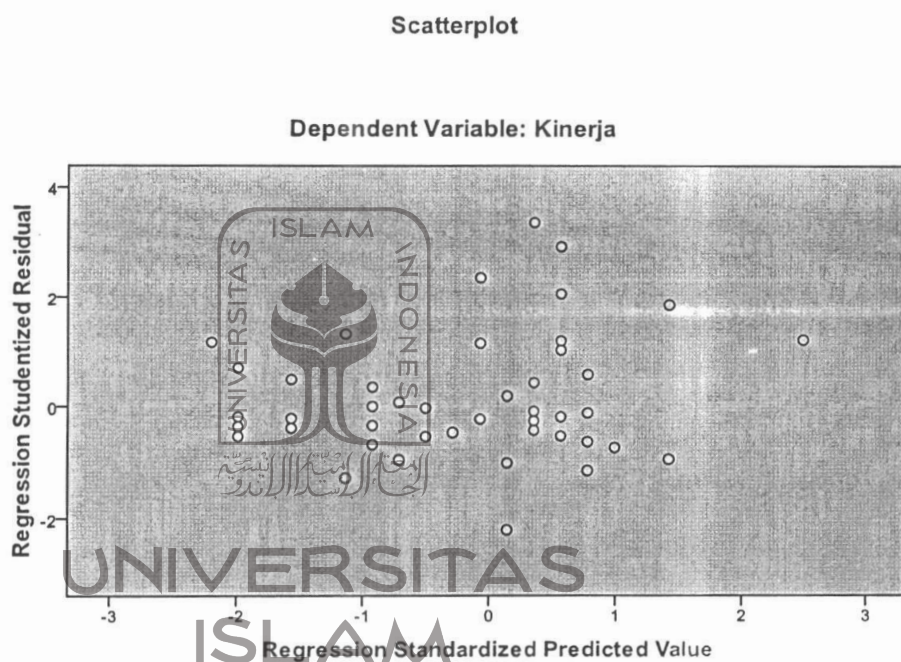 Scatterplot
Dependent Variable: Kinerja
Regression Studentized Residual
4
2
0
-2
ISLAM
UNIVERSITAS
INDONESIA
UNIVERSITAS
ISLAM
-3
-2
-1
0
1
2
3
Regression Standardized Predicted Value